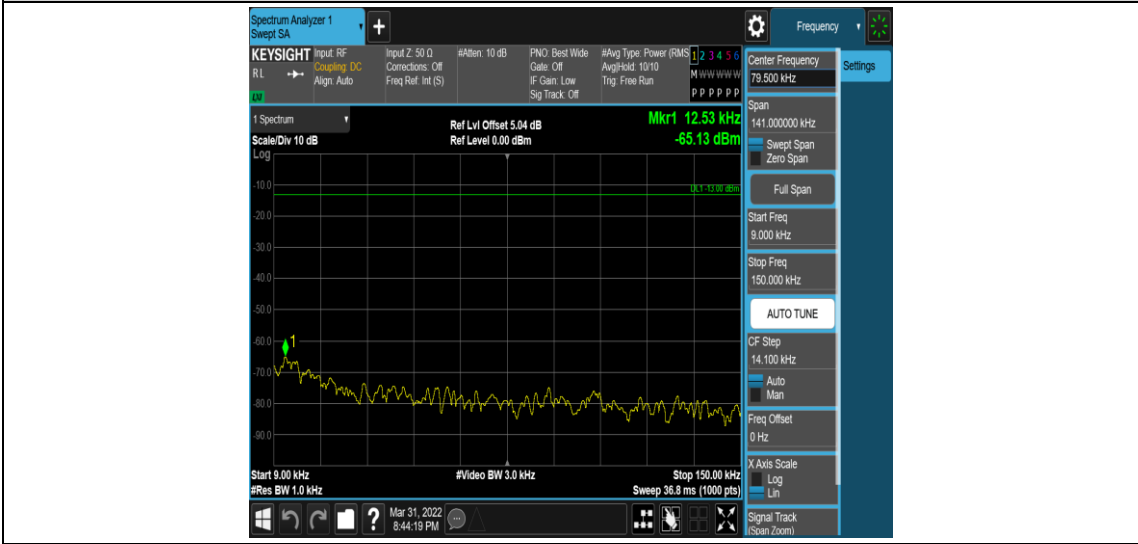 Spectrum Analyzer 1
Swept SA
+
Frequency
KEYSIGHT
RL
Input: RF
Coupling: DC
Align: Auto
Input Z: 50 Ω
Corrections: Off
Freq Ref: Int (S)
#Atten: 10 dB
PNO: Best Wide
Gate: Off
IF Gain: Low
Sig Track: Off
#Avg Type: Power (RMS
Avg|Hold: 10/10
Trig: Free Run
1 2 3 4 5 6
M W W W W W
P P P P P P
1 Spectrum
Scale/Div 10 dB
Ref Lvl Offset 5.04 dB
Ref Level 0.00 dBm
Mkr1 12.53 kHz
-65.13 dBm
Log
DL1 -13.00 dBm
-10.0
-20.0
-30.0
-40.0
-50.0
-60.0
1
-70.0
-80.0
-90.0
Start 9.00 kHz
#Res BW 1.0 kHz
#Video BW 3.0 kHz
Stop 150.00 kHz
Sweep 36.8 ms (1000 pts)
?
Mar 31, 2022
8:44:19 PM
Center Frequency
79.500 kHz
Settings
Span
141.000000 kHz
Swept Span
Zero Span
Full Span
Start Freq
9.000 kHz
Stop Freq
150.000 kHz
AUTO TUNE
CF Step
14.100 kHz
Auto
Man
Freq Offset
0 Hz
X Axis Scale
Log
Lin
Signal Track
(Span Zoom)